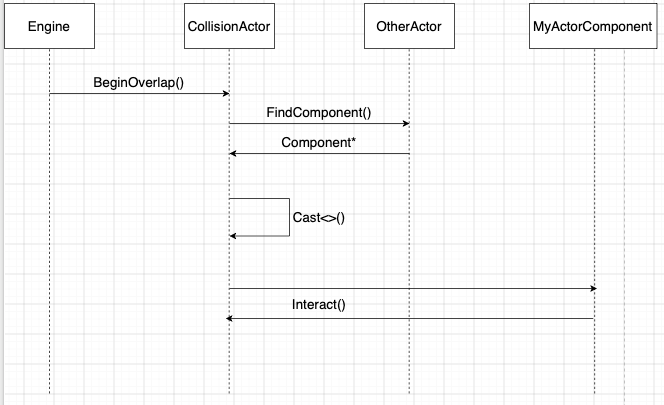 Engine
CollisionActor
OtherActor
MyActorComponent
BeginOverlap()
FindComponent()
Component*
Cast<>()
Interact()